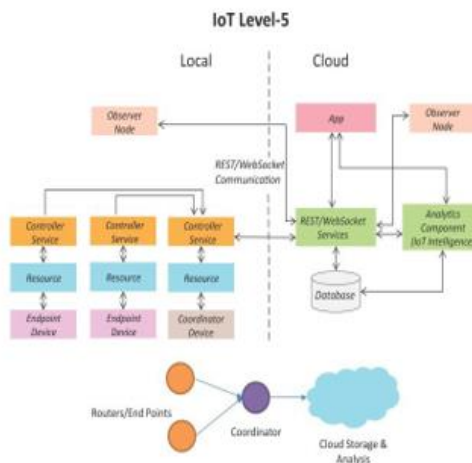 IoT Level-5
Local
Cloud
Observer
Node
App
Observer
Node
REST/WebSocket
Communication
Controller
Service
Controller
Service
Controller
Service
REST/WebSocket
Services
Analytics
Component
(IoT Intelligence)
Resource
Resource
Resource
Database
Endpoint
Device
Endpoint
Device
Coordinator
Device
Routers/End Points
Coordinator
Cloud Storage &
Analysis